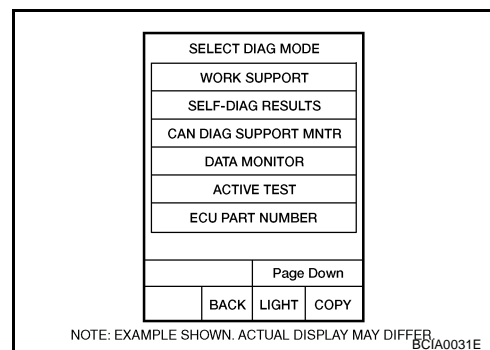 SELECT DIAG MODE
WORK SUPPORT
SELF-DIAG RESULTS
CAN DIAG SUPPORT MNTR
DATA MONITOR
ACTIVE TEST
ECU PART NUMBER
Page Down
BACK LIGHT COPY
NOTE: EXAMPLE SHOWN. ACTUAL DISPLAY MAY DIFFER
BCIA0031E